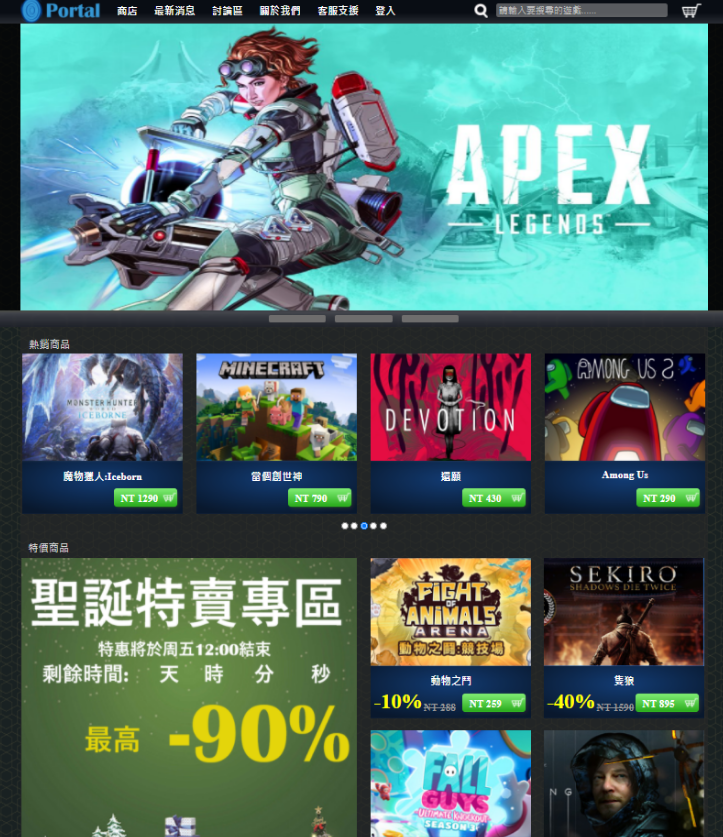 Portal 商店 最新消息 討論區 關於我們 客服支援 登入 請輸入要搜尋的遊戲......
APEX
LEGENDS
熱銷商品
MONSTER HUNTER
WORLD
ICEBORNE
MINECRAFT
DEVOTION
AMONG US 2
魔物獵人:Iceborn
當個創世神
還願
Among Us
NT 1290
NT 790
NT 430
NT 290
特價商品
聖誕特賣專區
特惠將於周五12:00結束
剩餘時間: 天 時 分 秒
最高 -90%
FIGHT
OF
ANIMALS
ARENA
動物之鬪:競技場
動物之鬥
-10% NT 288 NT 259
SEKIRO
SHADOWS DIE TWICE
隻狼
-40% NT 1590 NT 895
FALL
GUYS
ULTIMATE KNOCKOUT
SEASON 3
N G